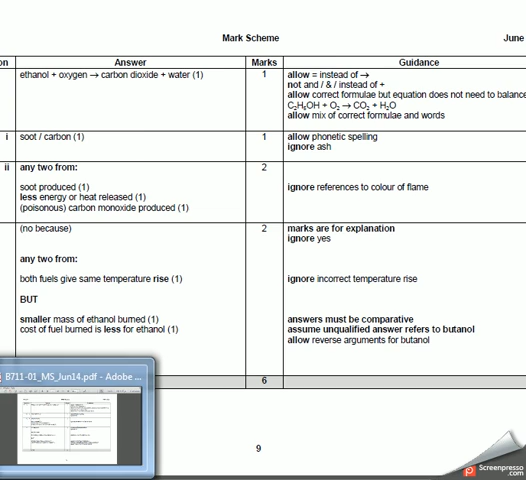 Mark Scheme June
on Answer Marks Guidance
ethanol + oxygen → carbon dioxide + water (1) 1 allow = instead of →
not and / & / instead of +
allow correct formulae but equation does not need to balance
C₂H₅OH + O₂ → CO₂ + H₂O
allow mix of correct formulae and words
i soot / carbon (1) 1 allow phonetic spelling
ignore ash
ii any two from: 2
soot produced (1) ignore references to colour of flame
less energy or heat released (1)
(poisonous) carbon monoxide produced (1)
(no because) 2 marks are for explanation
ignore yes
any two from:
both fuels give same temperature rise (1) ignore incorrect temperature rise
BUT
smaller mass of ethanol burned (1) answers must be comparative
cost of fuel burned is less for ethanol (1) assume unqualified answer refers to butanol
allow reverse arguments for butanol
6
B711-01_MS_Jun14.pdf - Adobe ...
9
Screenpresso
.com